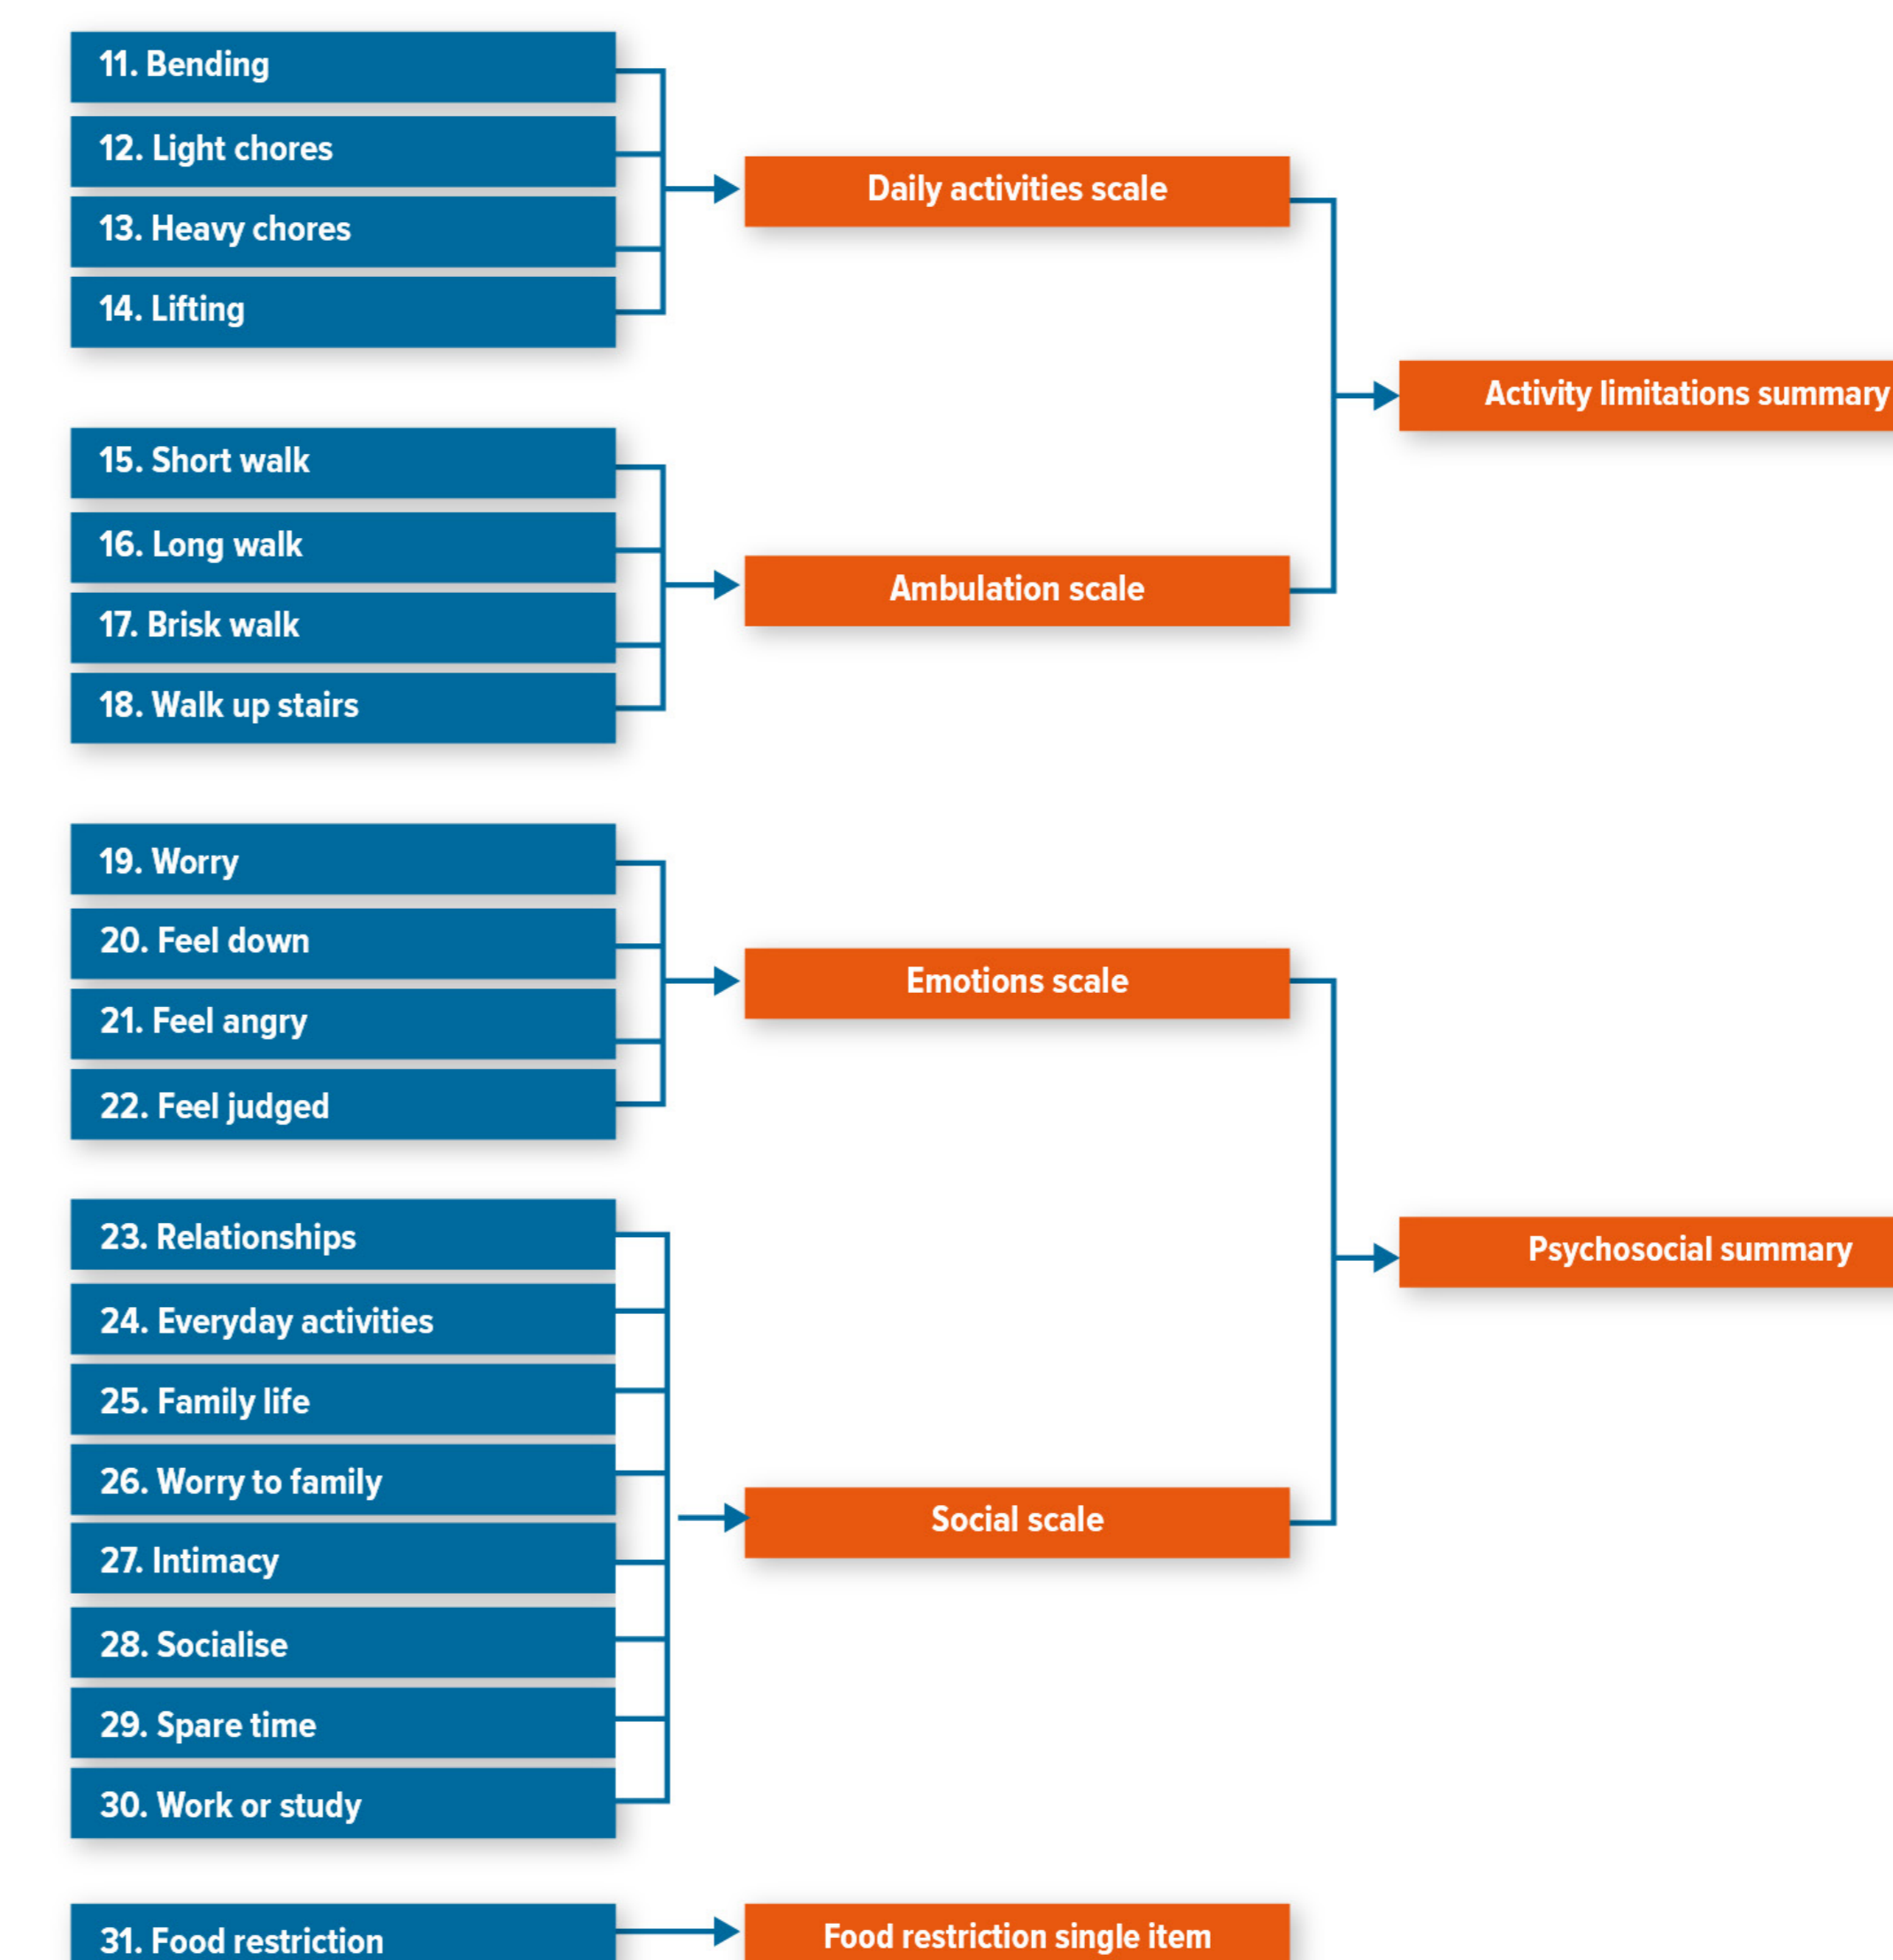 11. Bending
12. Light chores
13. Heavy chores
14. Lifting
Daily activities scale
Activity limitations summary
15. Short walk
16. Long walk
17. Brisk walk
18. Walk up stairs
Ambulation scale
19. Worry
20. Feel down
21. Feel angry
22. Feel judged
Emotions scale
Psychosocial summary
23. Relationships
24. Everyday activities
25. Family life
26. Worry to family
27. Intimacy
28. Socialise
29. Spare time
30. Work or study
Social scale
31. Food restriction
Food restriction single item